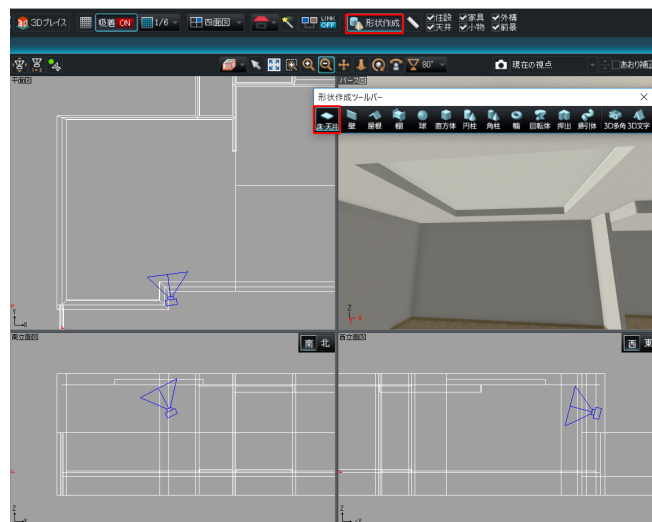 3Dプレイス 吸着 ON 1/6 四面図 LINK OFF 形状作成 住設 家具 外構
天井 小物 前景
80° 現在の視点 あおり補正
平面図 パース図
形状作成ツールバー ×
床・天井 壁 屋根 棚 球 直方体 円柱 角柱 輪 回転体 押出 掃引体 3D多角 3D文字
Y X Z X
南立面図 南 北 西立面図 西 東
Z X Z Y